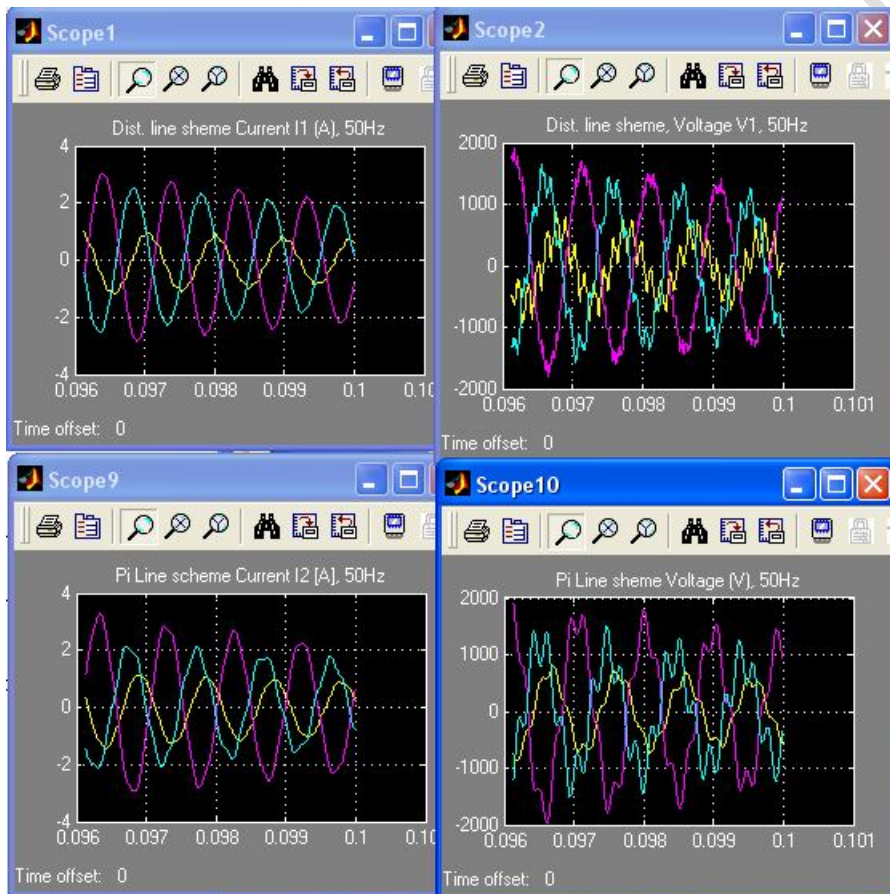 Scope1
Dist. line sheme Current I1 (A), 50Hz
4
2
0
-2
-4
0.096 0.097 0.098 0.099 0.1 0.10
Time offset: 0
Scope2
Dist. line sheme, Voltage V1, 50Hz
2000
1000
0
-1000
-2000
0.096 0.097 0.098 0.099 0.1 0.101
Time offset: 0
Scope9
Pi Line scheme Current I2 [A], 50Hz
4
2
0
-2
-4
0.096 0.097 0.098 0.099 0.1 0.10
Time offset: 0
Scope10
Pi Line sheme Voltage (V), 50Hz
2000
1000
0
-1000
-2000
0.096 0.097 0.098 0.099 0.1 0.101
Time offset: 0